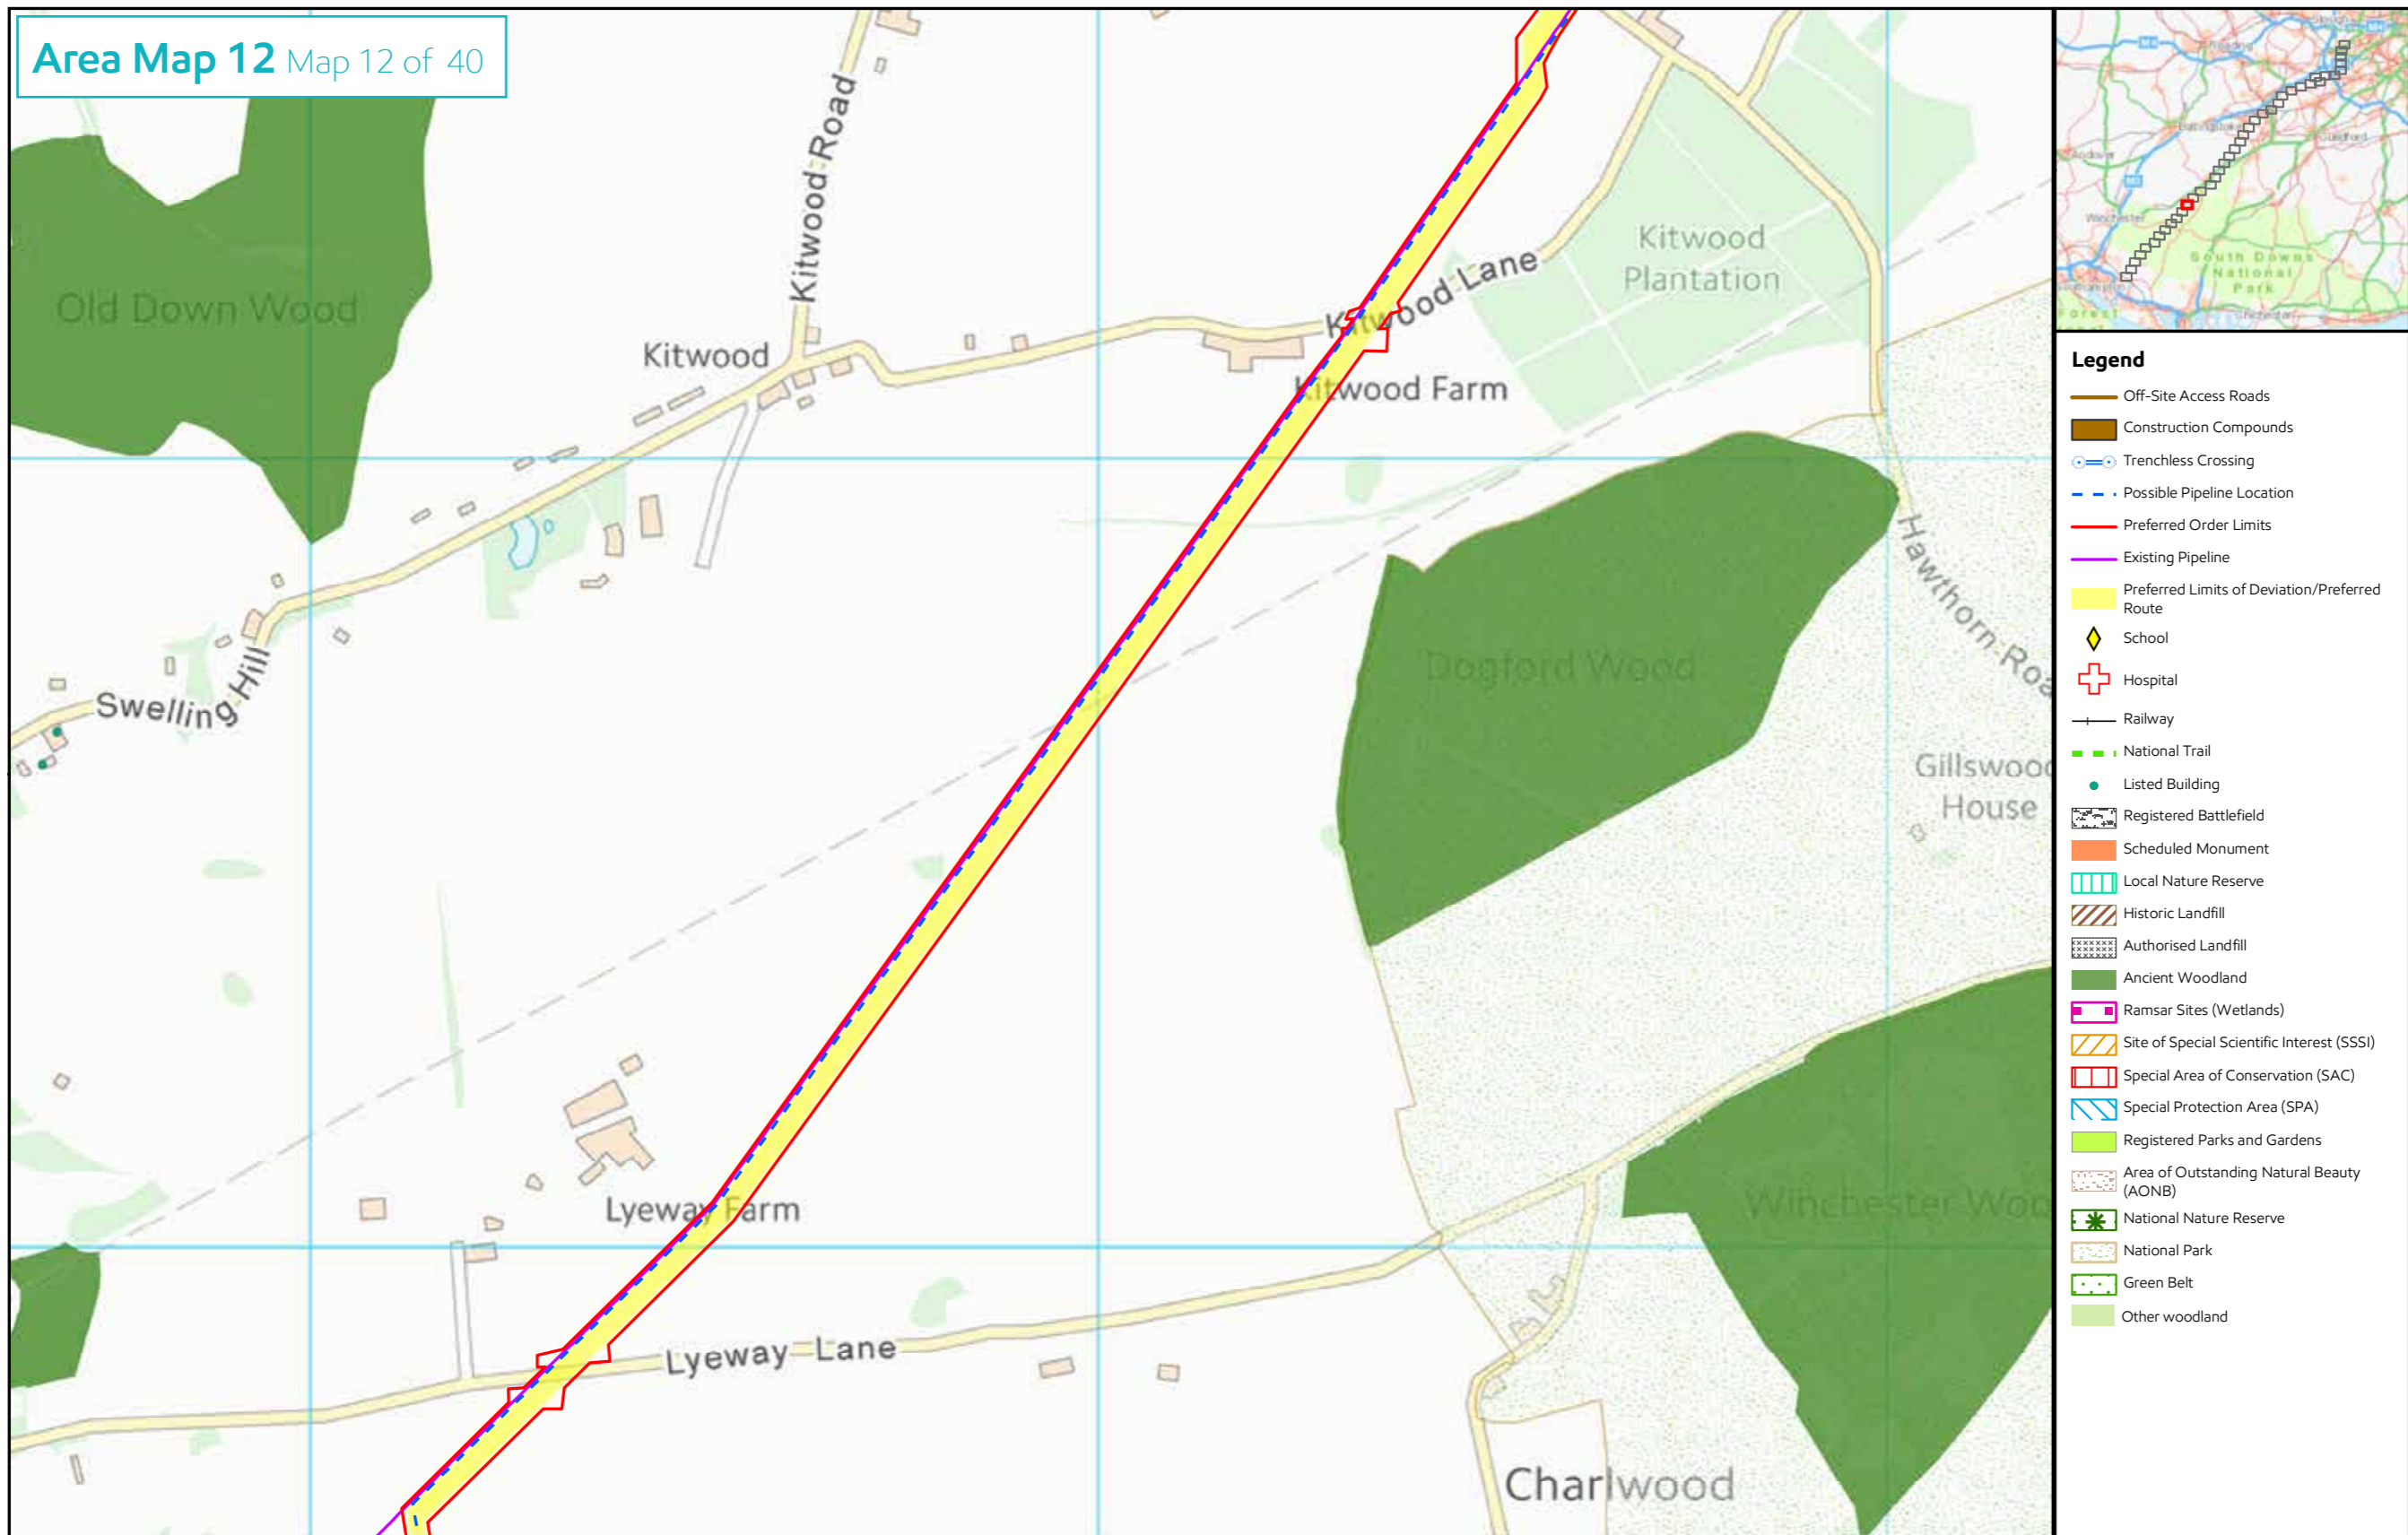 Area Map 12 Map 12 of 40
Kitwood Road
Old Down Wood
Kitwood
Kitwood Lane
Kitwood
Plantation
Kitwood Farm
Swelling Hill
Dogford Wood
Hawthorn Roa
Gillswood
House
Lyeway Farm
Winchester Woo
Lyeway Lane
Charlwood
Reading
Guildford
Andover
Winchester
South Downs
National
Park
Forest
Legend
Off-Site Access Roads
Construction Compounds
Trenchless Crossing
Possible Pipeline Location
Preferred Order Limits
Existing Pipeline
Preferred Limits of Deviation/Preferred
Route
School
Hospital
Railway
National Trail
Listed Building
Registered Battlefield
Scheduled Monument
Local Nature Reserve
Historic Landfill
Authorised Landfill
Ancient Woodland
Ramsar Sites (Wetlands)
Site of Special Scientific Interest (SSSI)
Special Area of Conservation (SAC)
Special Protection Area (SPA)
Registered Parks and Gardens
Area of Outstanding Natural Beauty
(AONB)
National Nature Reserve
National Park
Green Belt
Other woodland